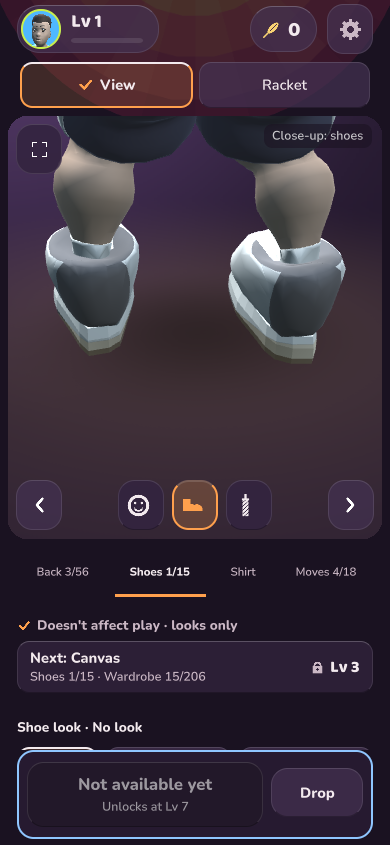 Lv 1
0
View
Racket
Close-up: shoes
Back 3/56
Shoes 1/15
Shirt
Moves 4/18
Doesn't affect play · looks only
Next: Canvas
Shoes 1/15 · Wardrobe 15/206
Lv 3
Shoe look · No look
Not available yet
Unlocks at Lv 7
Drop